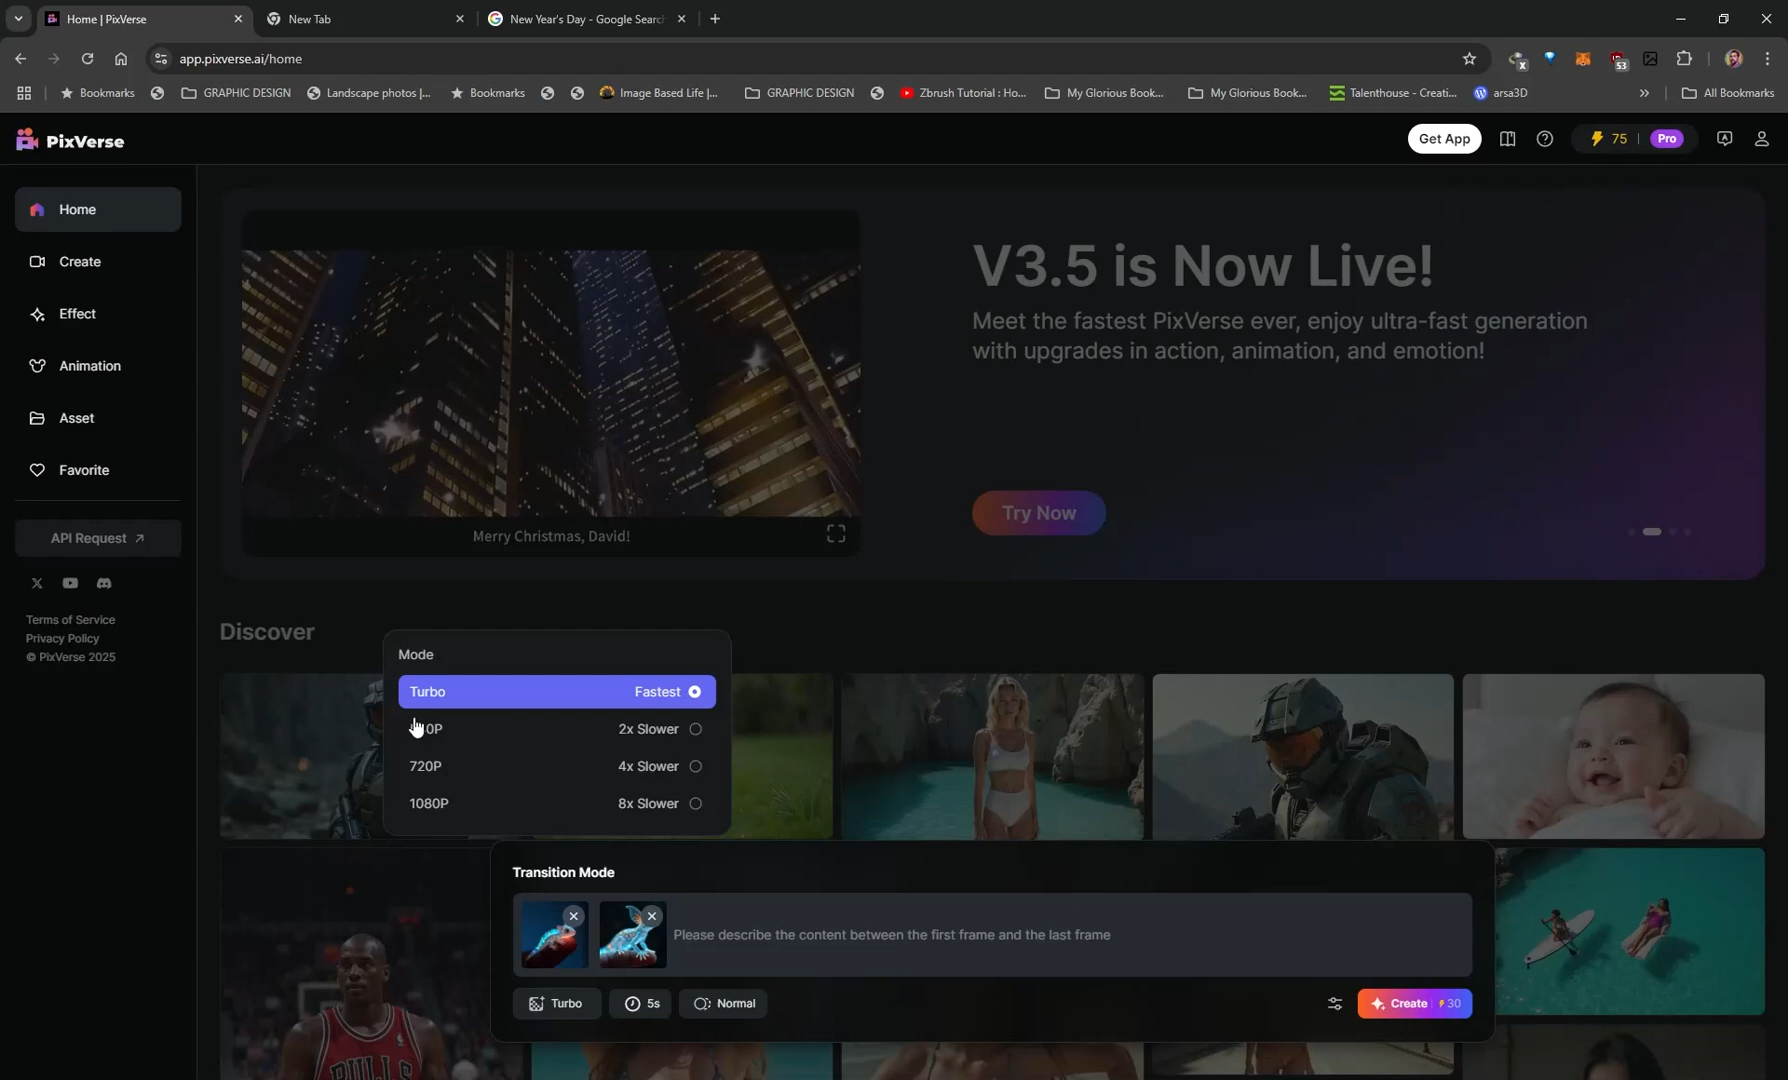 Home | PixVerse
New Tab
New Year's Day - Google Search
app.pixverse.ai/home
x
53
Bookmarks
GRAPHIC DESIGN
Landscape photos |...
Bookmarks
Image Based Life |...
GRAPHIC DESIGN
Zbrush Tutorial : Ho...
My Glorious Book...
My Glorious Book...
Talenthouse - Creati...
arsa3D
All Bookmarks
PixVerse
Get App
75
Pro
Home
Create
Effect
Animation
Asset
Favorite
API Request
Terms of Service
Privacy Policy
© PixVerse 2025
Merry Christmas, David!
V3.5 is Now Live!
Meet the fastest PixVerse ever, enjoy ultra-fast generation
with upgrades in action, animation, and emotion!
Try Now
Discover
Mode
Turbo Fastest
2x Slower
720P 4x Slower
1080P 8x Slower
Transition Mode
Please describe the content between the first frame and the last frame
Turbo
5s
Normal
Create 30
BULLS